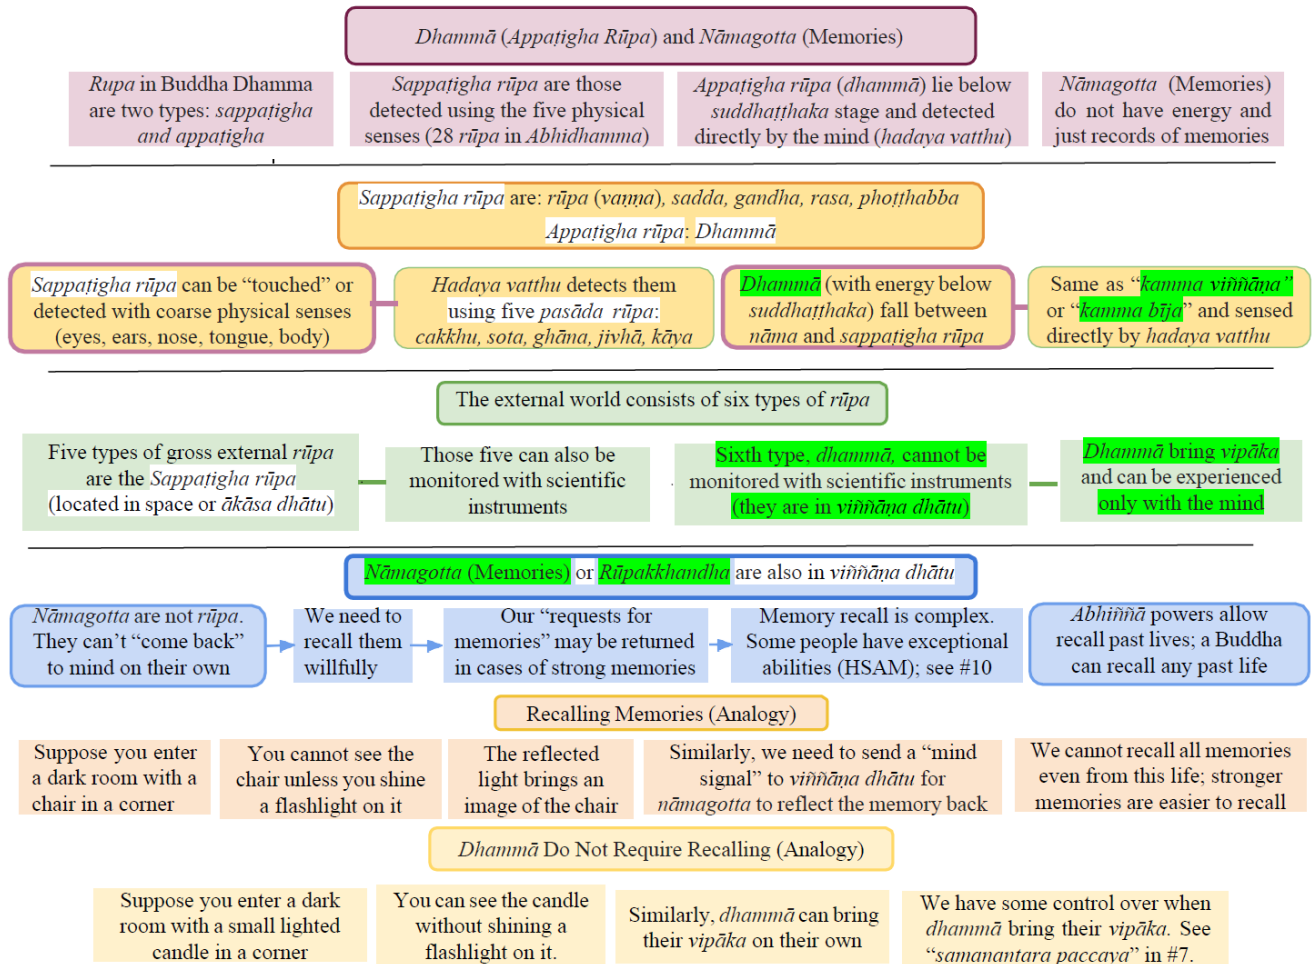 Dhammā (Appaṭigha Rūpa) and Nāmagotta (Memories)
Rupa in Buddha Dhamma
are two types: sappaṭigha
and appaṭigha
Sappaṭigha rūpa are those
detected using the five physical
senses (28 rūpa in Abhidhamma)
Appaṭigha rūpa (dhammā) lie below
suddhaṭṭhaka stage and detected
directly by the mind (hadaya vatthu)
Nāmagotta (Memories)
do not have energy and
just records of memories
Sappaṭigha rūpa are: rūpa (vaṇṇa), sadda, gandha, rasa, phoṭṭhabba
Appaṭigha rūpa: Dhammā
Sappaṭigha rūpa can be “touched” or
detected with coarse physical senses
(eyes, ears, nose, tongue, body)
Hadaya vatthu detects them
using five pasāda rūpa:
cakkhu, sota, ghāna, jivhā, kāya
Dhammā (with energy below
suddhaṭṭhaka) fall between
nāma and sappaṭigha rūpa
Same as “kamma viññāṇa”
or “kamma bīja” and sensed
directly by hadaya vatthu
The external world consists of six types of rūpa
Five types of gross external rūpa
are the Sappaṭigha rūpa
(located in space or ākāsa dhātu)
Those five can also be
monitored with scientific
instruments
Sixth type, dhammā, cannot be
monitored with scientific instruments
(they are in viññāṇa dhātu)
Dhammā bring vipāka
and can be experienced
only with the mind
Nāmagotta (Memories) or Rūpakkhandha are also in viññāṇa dhātu
Nāmagotta are not rūpa.
They can’t “come back”
to mind on their own
We need to
recall them
willfully
Our “requests for
memories” may be returned
in cases of strong memories
Memory recall is complex.
Some people have exceptional
abilities (HSAM); see #10
Abhiññā powers allow
recall past lives; a Buddha
can recall any past life
Recalling Memories (Analogy)
Suppose you enter
a dark room with a
chair in a corner
You cannot see the
chair unless you shine
a flashlight on it
The reflected
light brings an
image of the chair
Similarly, we need to send a “mind
signal” to viññāṇa dhātu for
nāmagotta to reflect the memory back
We cannot recall all memories
even from this life; stronger
memories are easier to recall
Dhammā Do Not Require Recalling (Analogy)
Suppose you enter a dark
room with a small lighted
candle in a corner
You can see the candle
without shining a
flashlight on it.
Similarly, dhammā can bring
their vipāka on their own
We have some control over when
dhammā bring their vipāka. See
“samanantara paccaya” in #7.